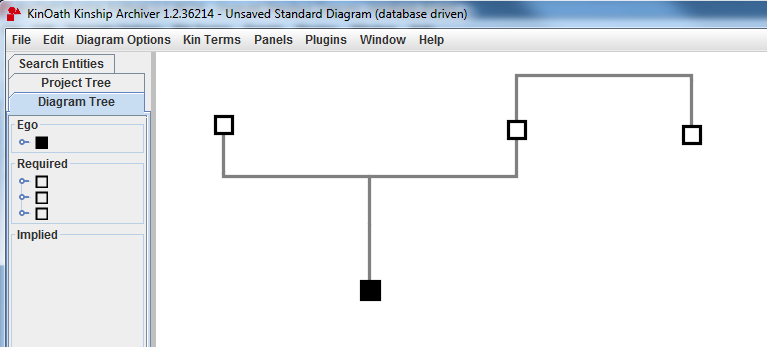 KinOath Kinship Archiver 1.2.36214 - Unsaved Standard Diagram (database driven)
File Edit Diagram Options Kin Terms Panels Plugins Window Help
Search Entities
Project Tree
Diagram Tree
Ego
Required
Implied